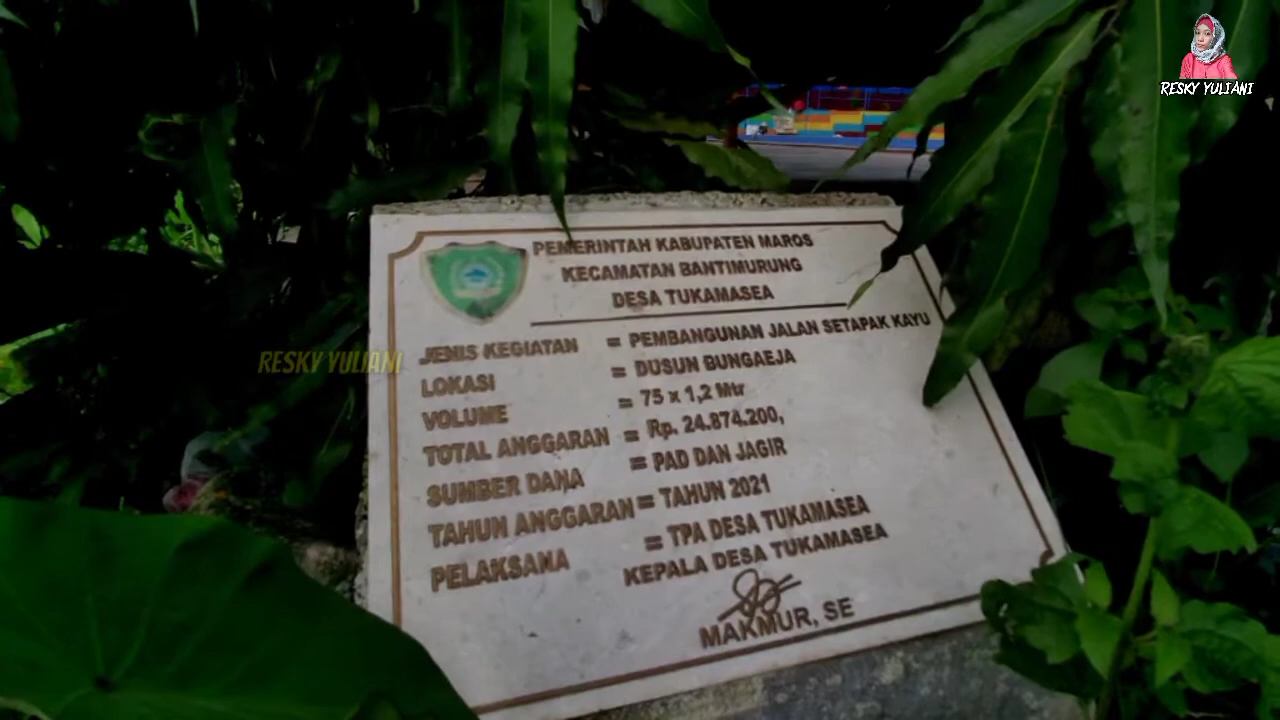 RESKY YULIANI
PEMERINTAH KABUPATEN MAROS
KECAMATAN BANTIMURUNG
DESA TUKAMASEA
JENIS KEGIATAN = PEMBANGUNAN JALAN SETAPAK KAYU
LOKASI = DUSUN BUNGAEJA
VOLUME = 75 x 1,2 Mtr
TOTAL ANGGARAN = Rp. 24.874.200,
SUMBER DANA = PAD DAN JAGIR
TAHUN ANGGARAN = TAHUN 2021
PELAKSANA = TPA DESA TUKAMASEA
KEPALA DESA TUKAMASEA
MAKMUR, SE
RESKY YULIANI